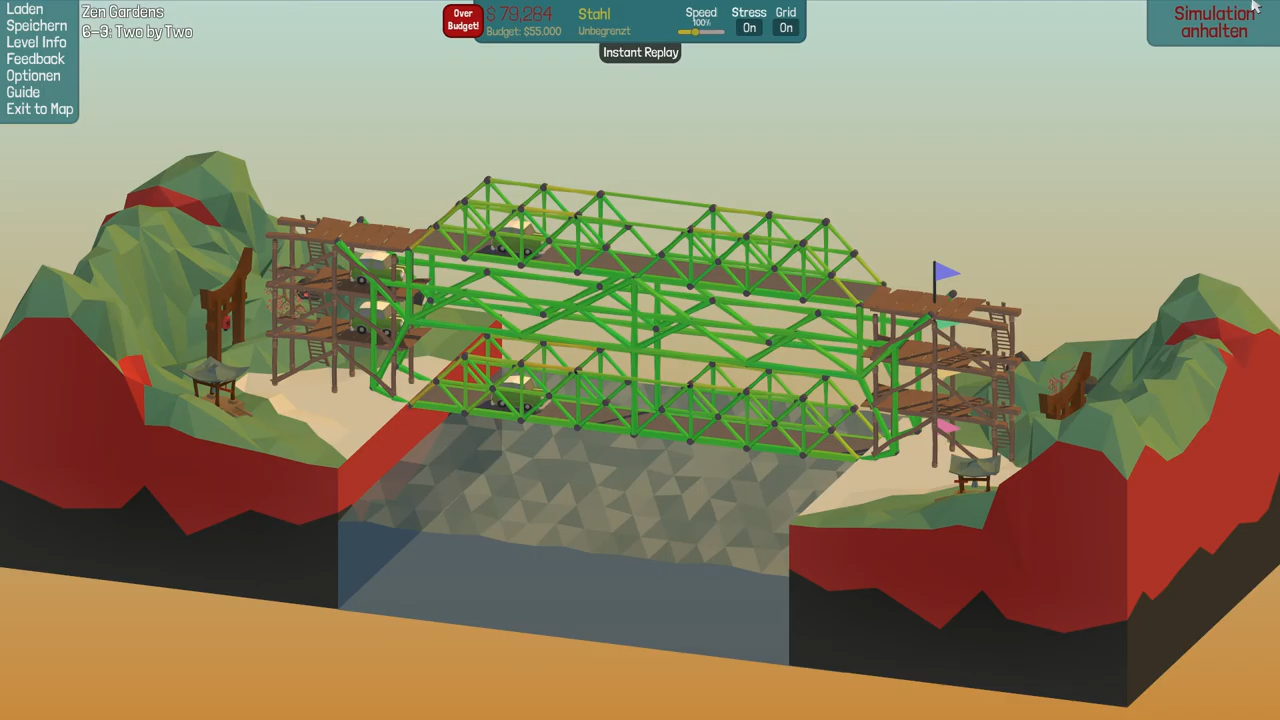 Laden
Speichern
Level Info
Feedback
Optionen
Guide
Exit to Map
Zen Gardens
6-3: Two by Two
Over
Budget!
$ 79,284
Budget: $55.000
Stahl
Unbegrenzt
Speed
100%
Stress
On
Grid
On
Instant Replay
Simulation
anhalten